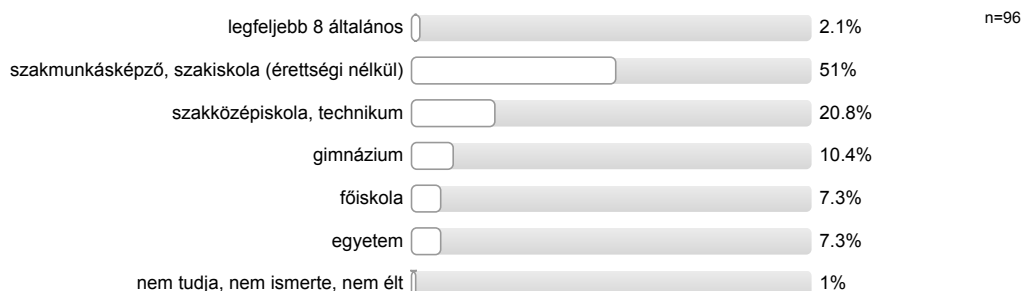 legfeljebb 8 általános 2.1% n=96
szakmunkásképző, szakiskola (érettségi nélkül) 51%
szakközépiskola, technikum 20.8%
gimnázium 10.4%
főiskola 7.3%
egyetem 7.3%
nem tudja, nem ismerte, nem élt 1%